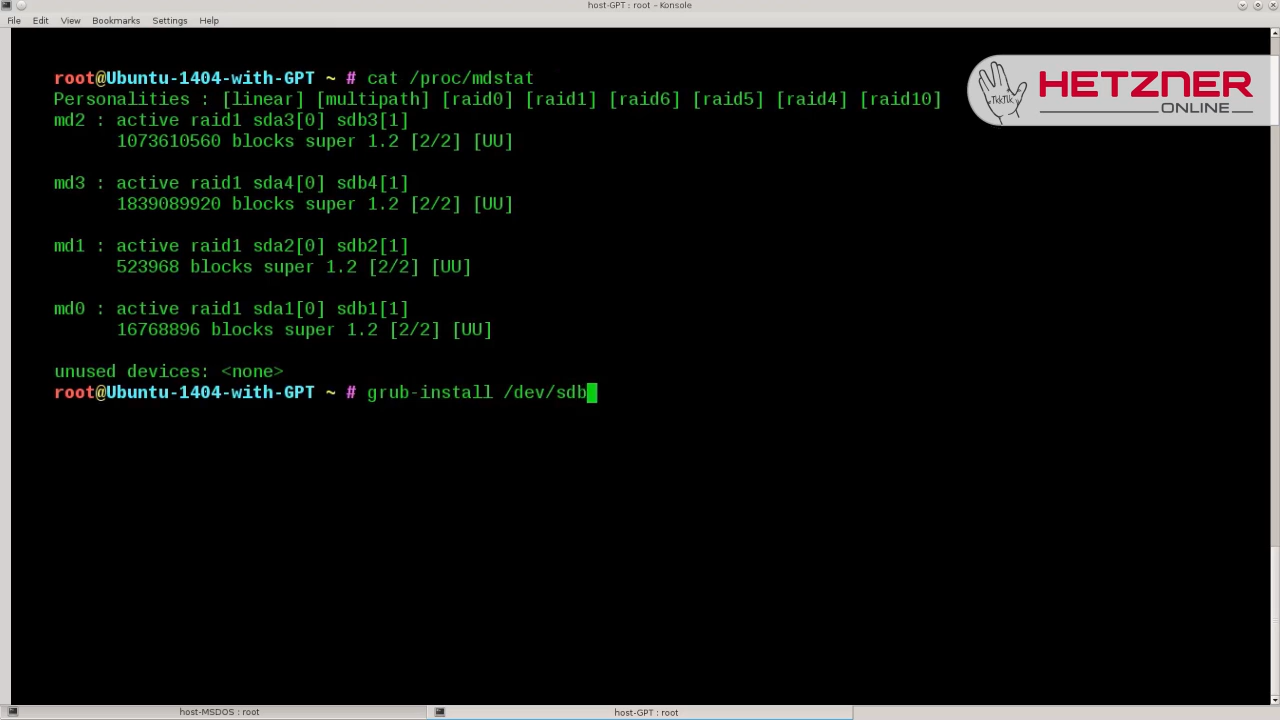 host-GPT : root – Konsole
File Edit View Bookmarks Settings Help
root@Ubuntu-1404-with-GPT ~ # cat /proc/mdstat
Personalities : [linear] [multipath] [raid0] [raid1] [raid6] [raid5] [raid4] [raid10]
md2 : active raid1 sda3[0] sdb3[1]
1073610560 blocks super 1.2 [2/2] [UU]
md3 : active raid1 sda4[0] sdb4[1]
1839089920 blocks super 1.2 [2/2] [UU]
md1 : active raid1 sda2[0] sdb2[1]
523968 blocks super 1.2 [2/2] [UU]
md0 : active raid1 sda1[0] sdb1[1]
16768896 blocks super 1.2 [2/2] [UU]
unused devices: <none>
root@Ubuntu-1404-with-GPT ~ # grub-install /dev/sdb
TkkTik
HETZNER
ONLINE
host-MSDOS : root
host-GPT : root